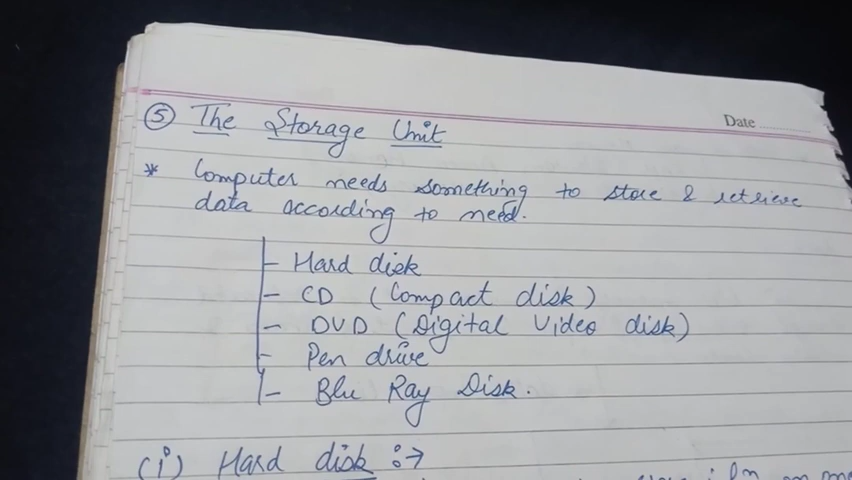 Date
⑤ The Storage Unit
* Computer needs something to store & retrieve
data according to need.
- Hard disk
- CD (Compact disk)
- DVD (Digital Video disk)
- Pen drive
- Blu Ray Disk.
(i) Hard disk :→